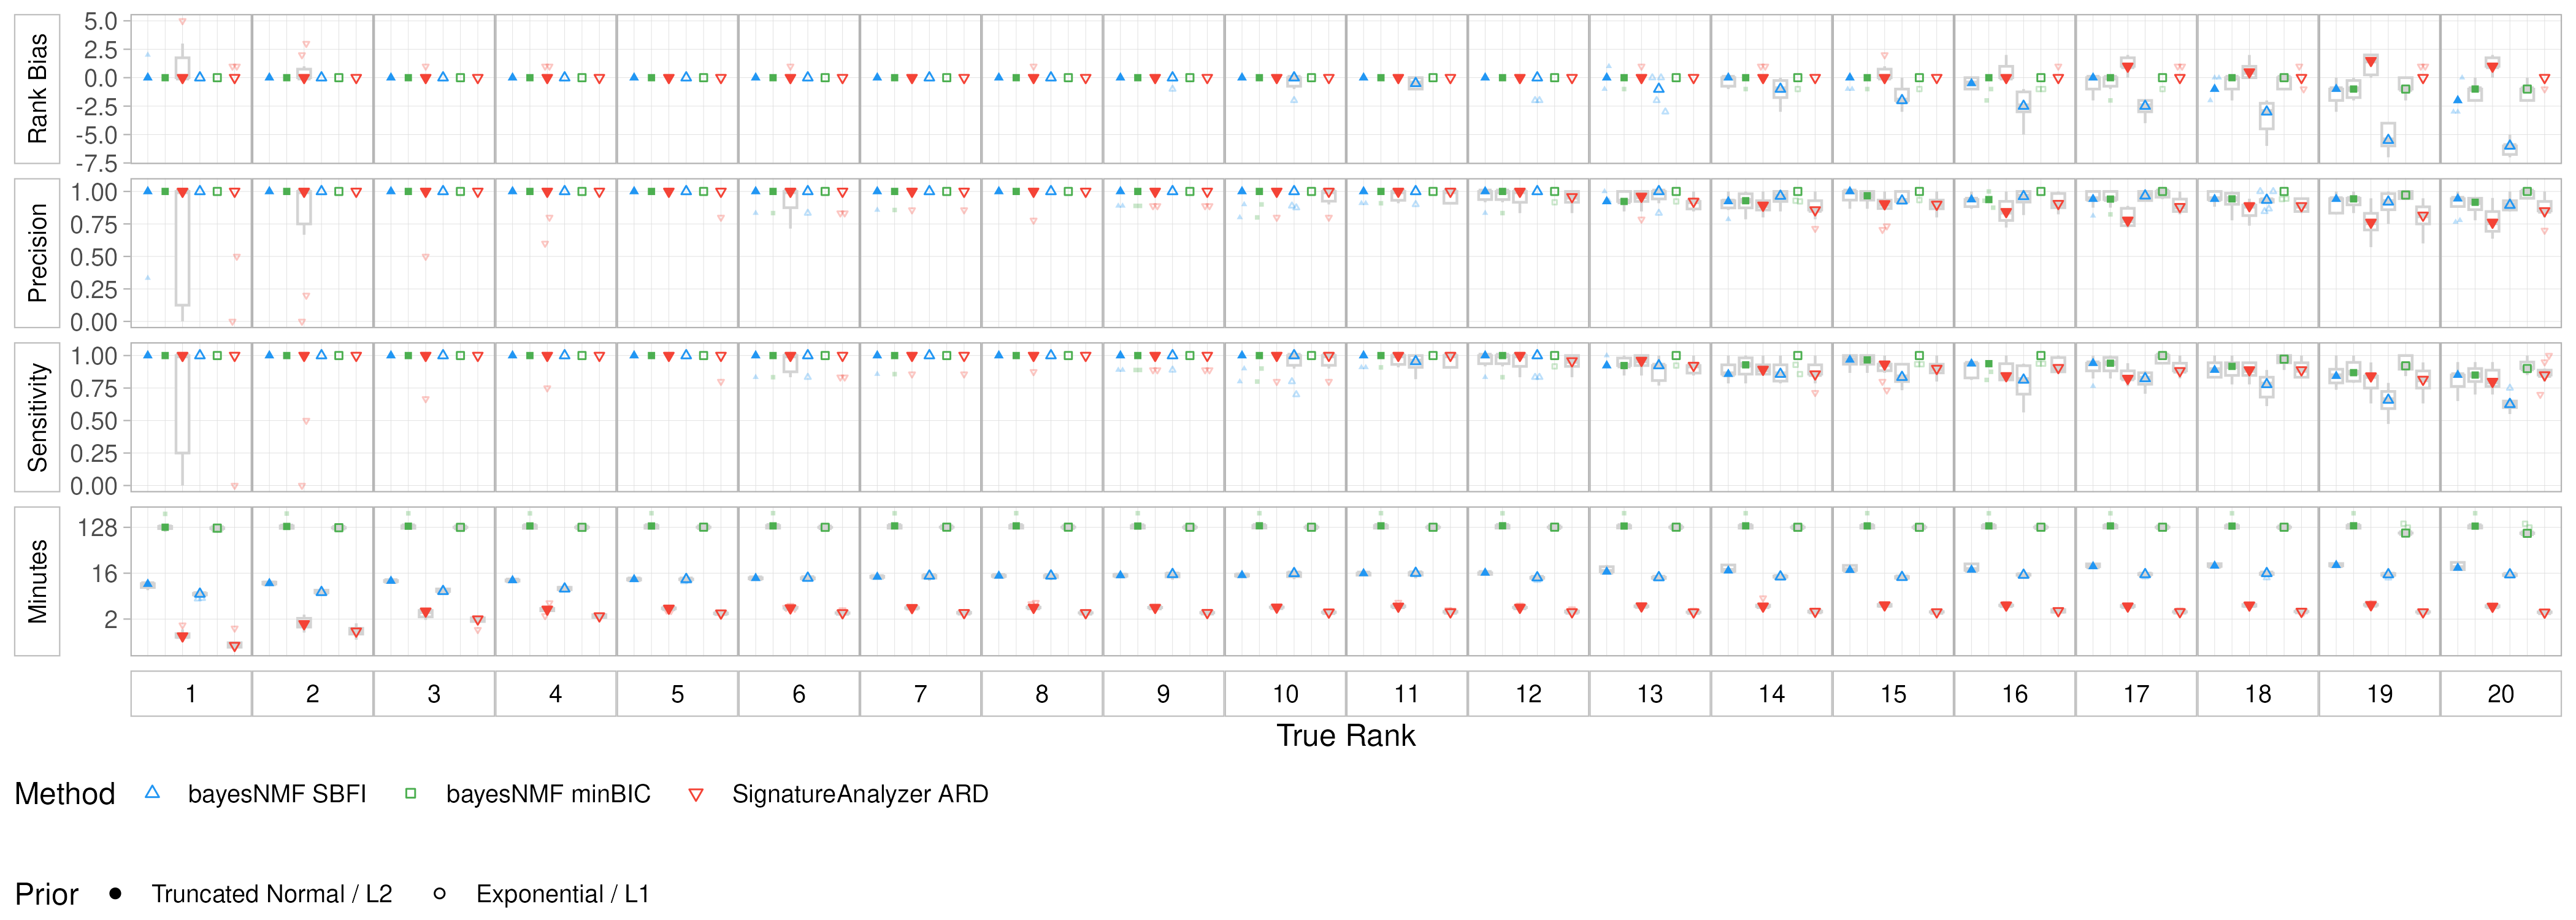 Rank Bias
5.0
2.5
0.0
-2.5
-5.0
-7.5
Precision
1.00
0.75
0.50
0.25
0.00
Sensitivity
1.00
0.75
0.50
0.25
0.00
Minutes
128
16
2
1 2 3 4 5 6 7 8 9 10 11 12 13 14 15 16 17 18 19 20
True Rank
Method bayesNMF SBFI bayesNMF minBIC SignatureAnalyzer ARD
Prior Truncated Normal / L2 Exponential / L1